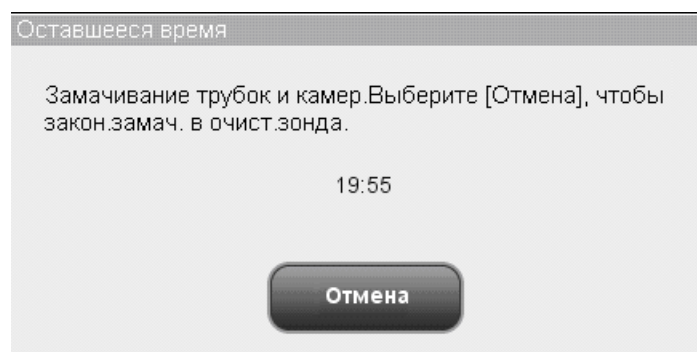 Оставшееся время
Замачивание трубок и камер.Выберите [Отмена], чтобы
закон.замач. в очист.зонда.
19:55
Отмена